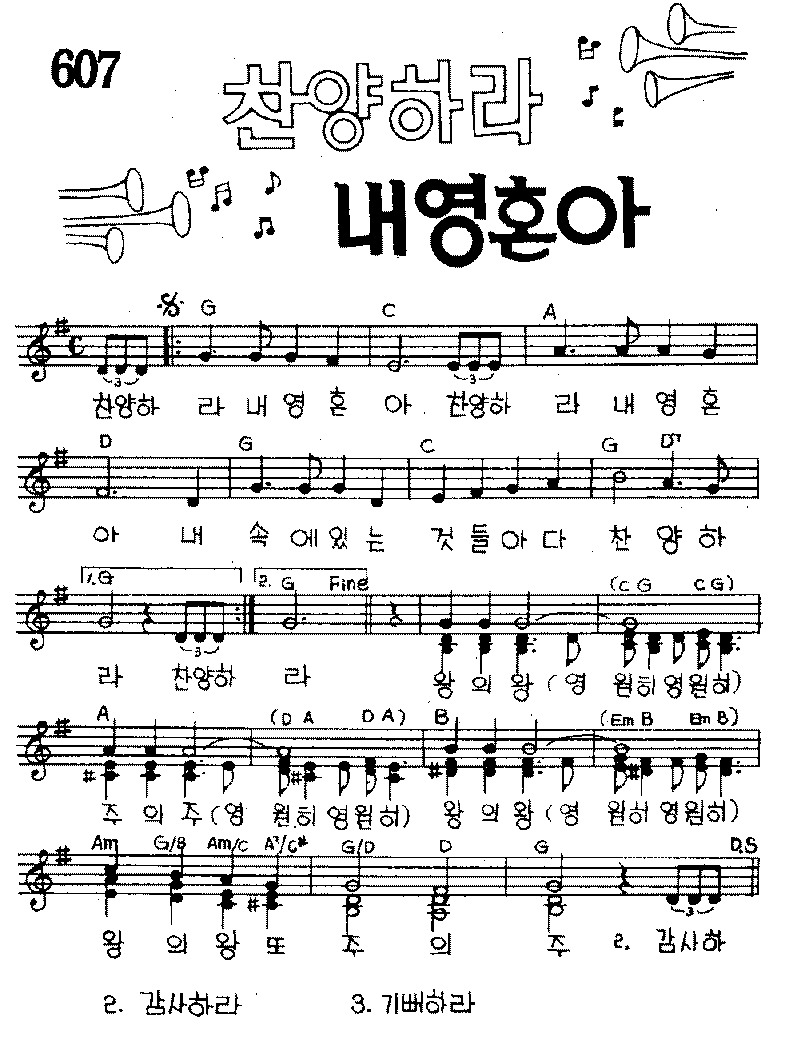 607
찬양하라
내영혼아
G C A
찬양하 라 내 영 혼 아 찬양하 라 내 영 혼
D G C G D7
아 내 속 에 있 는 것 들 아 다 찬 양 하
1. G 2. G Fine (C G C G)
라 찬양하 라 왕 의 왕 (영 원히 영원히)
A (D A D A) B (Em B Em B)
주 의 주 (영 원히 영원히) 왕 의 왕 (영 원히 영원히)
Am G/B Am/C A7/C# G/D D G D.S
왕 의 왕 또 주 의 주 2. 감사하
2. 감사하라 3. 기뻐하라